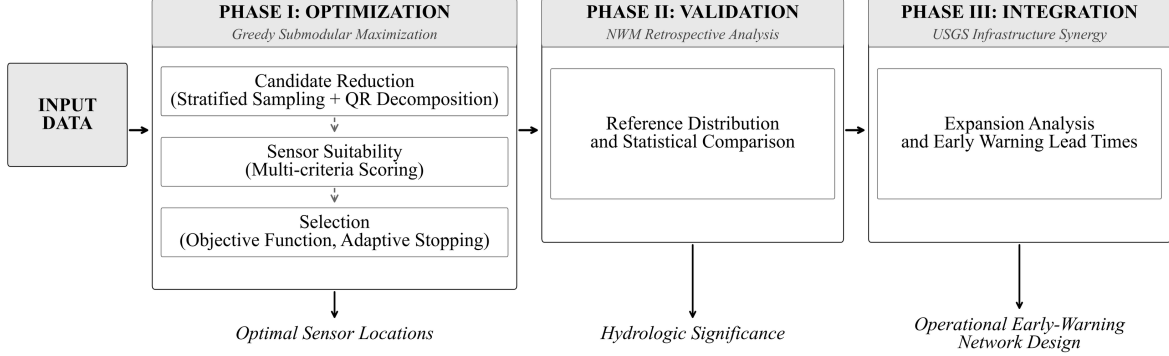 INPUT
DATA
PHASE I: OPTIMIZATION
Greedy Submodular Maximization
Candidate Reduction
(Stratified Sampling + QR Decomposition)
Sensor Suitability
(Multi-criteria Scoring)
Selection
(Objective Function, Adaptive Stopping)
Optimal Sensor Locations
PHASE II: VALIDATION
NWM Retrospective Analysis
Reference Distribution
and Statistical Comparison
Hydrologic Significance
PHASE III: INTEGRATION
USGS Infrastructure Synergy
Expansion Analysis
and Early Warning Lead Times
Operational Early-Warning
Network Design